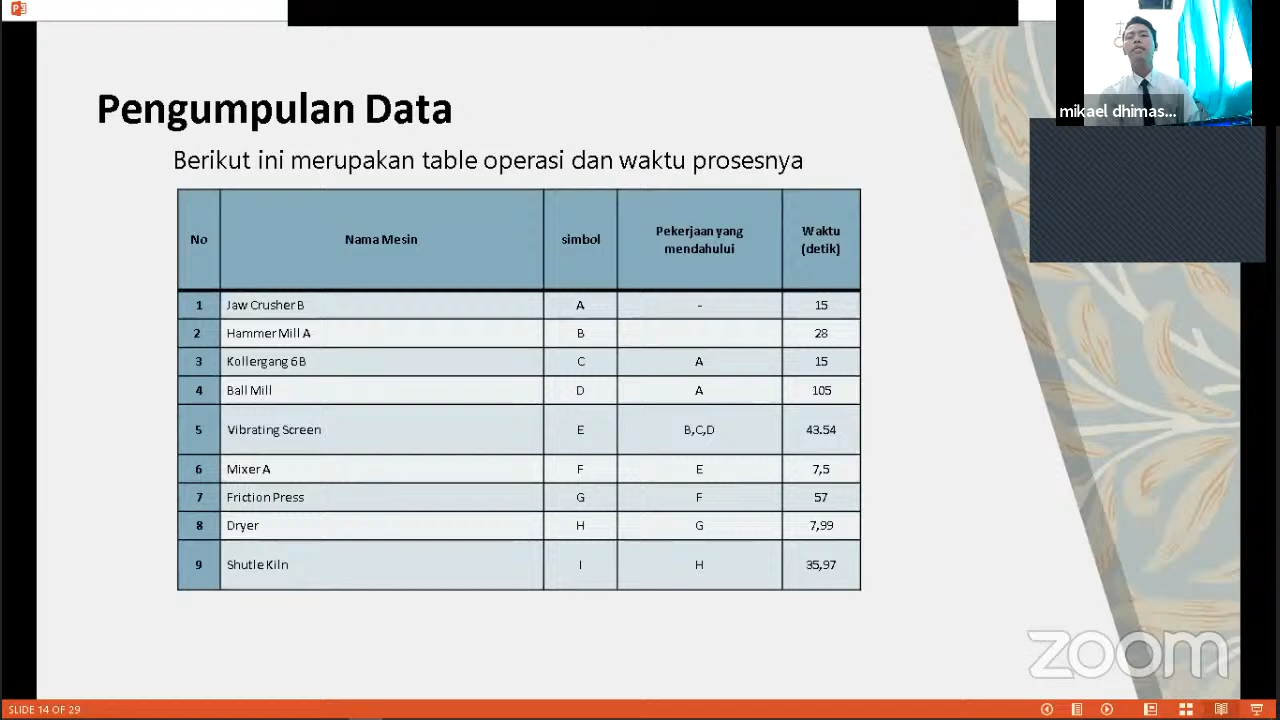 mikael dhimas...
Pengumpulan Data
Berikut ini merupakan table operasi dan waktu prosesnya
No Nama Mesin simbol Pekerjaan yang mendahului Waktu (detik)
1 Jaw Crusher B A - 15
2 Hammer Mill A B 28
3 Kollergang 6B C A 15
4 Ball Mill D A 105
5 Vibrating Screen E B,C,D 43.54
6 Mixer A F E 7,5
7 Friction Press G F 57
8 Dryer H G 7,99
9 Shutle Kiln I H 35,97
zoom
SLIDE 14 OF 29